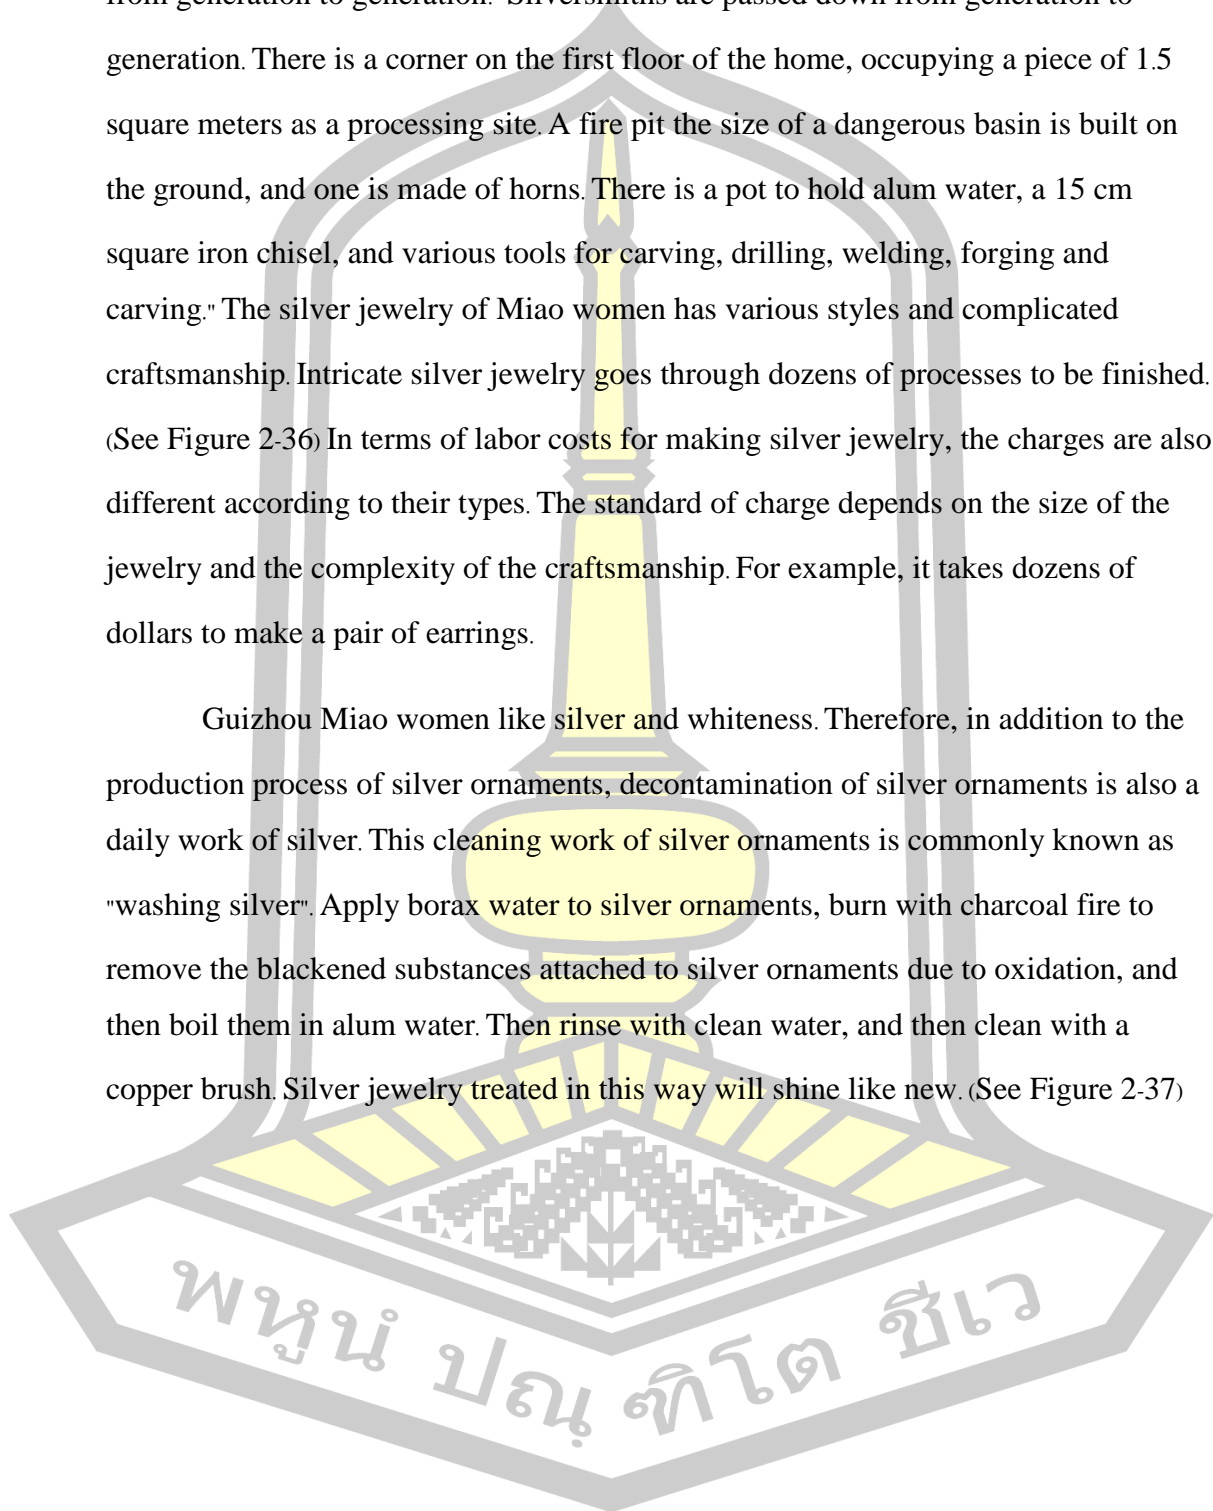 from generation to generation. Silversmiths are passed down from generation to
generation. There is a corner on the first floor of the home, occupying a piece of 1.5
square meters as a processing site. A fire pit the size of a dangerous basin is built on
the ground, and one is made of horns. There is a pot to hold alum water, a 15 cm
square iron chisel, and various tools for carving, drilling, welding, forging and
carving." The silver jewelry of Miao women has various styles and complicated
craftsmanship. Intricate silver jewelry goes through dozens of processes to be finished.
(See Figure 2-36) In terms of labor costs for making silver jewelry, the charges are also
different according to their types. The standard of charge depends on the size of the
jewelry and the complexity of the craftsmanship. For example, it takes dozens of
dollars to make a pair of earrings.
Guizhou Miao women like silver and whiteness. Therefore, in addition to the
production process of silver ornaments, decontamination of silver ornaments is also a
daily work of silver. This cleaning work of silver ornaments is commonly known as
"washing silver". Apply borax water to silver ornaments, burn with charcoal fire to
remove the blackened substances attached to silver ornaments due to oxidation, and
then boil them in alum water. Then rinse with clean water, and then clean with a
copper brush. Silver jewelry treated in this way will shine like new. (See Figure 2-37)
พหูนํ ปณฺฑิโต ชีเว